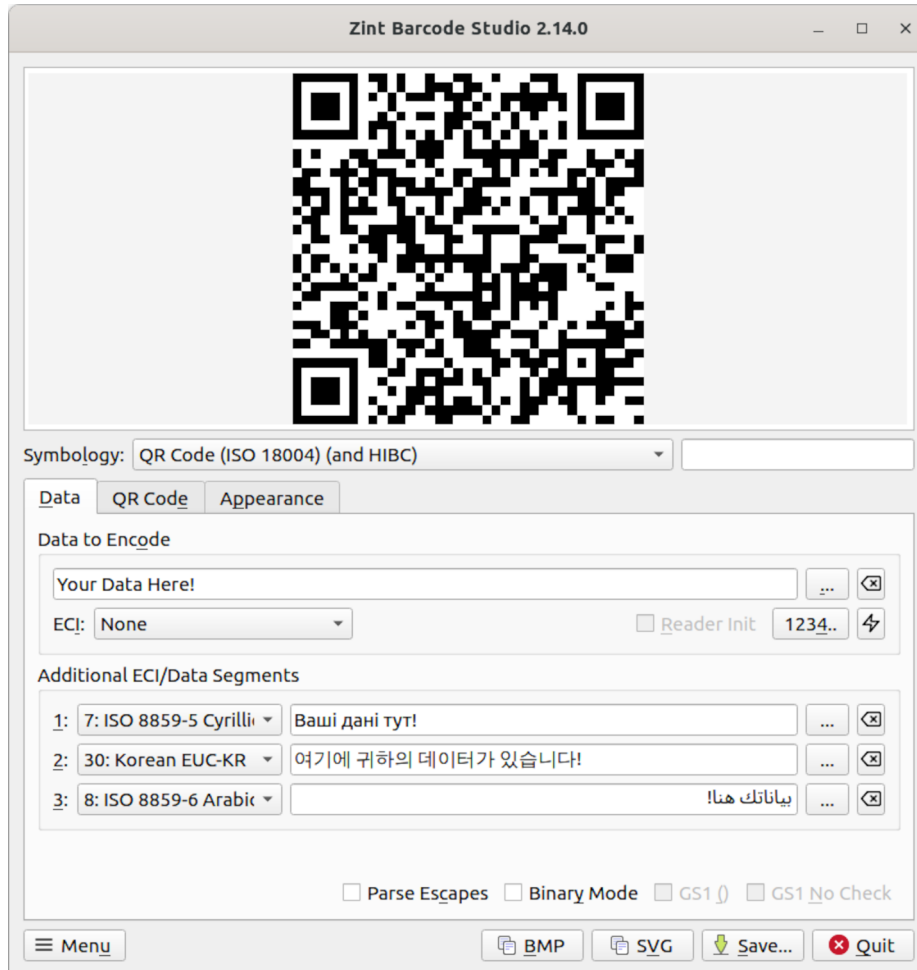 Zint Barcode Studio 2.14.0
Symbology: QR Code (ISO 18004) (and HIBC)
Data QR Code Appearance
Data to Encode
Your Data Here! ...
ECI: None Reader Init 1234..
Additional ECI/Data Segments
1: 7: ISO 8859-5 Cyrilli Ваші дані тут! ...
2: 30: Korean EUC-KR 여기에 귀하의 데이터가 있습니다! ...
3: 8: ISO 8859-6 Arabi بياناتك هنا! ...
Parse Escapes Binary Mode GS1 () GS1 No Check
Menu BMP SVG Save... Quit